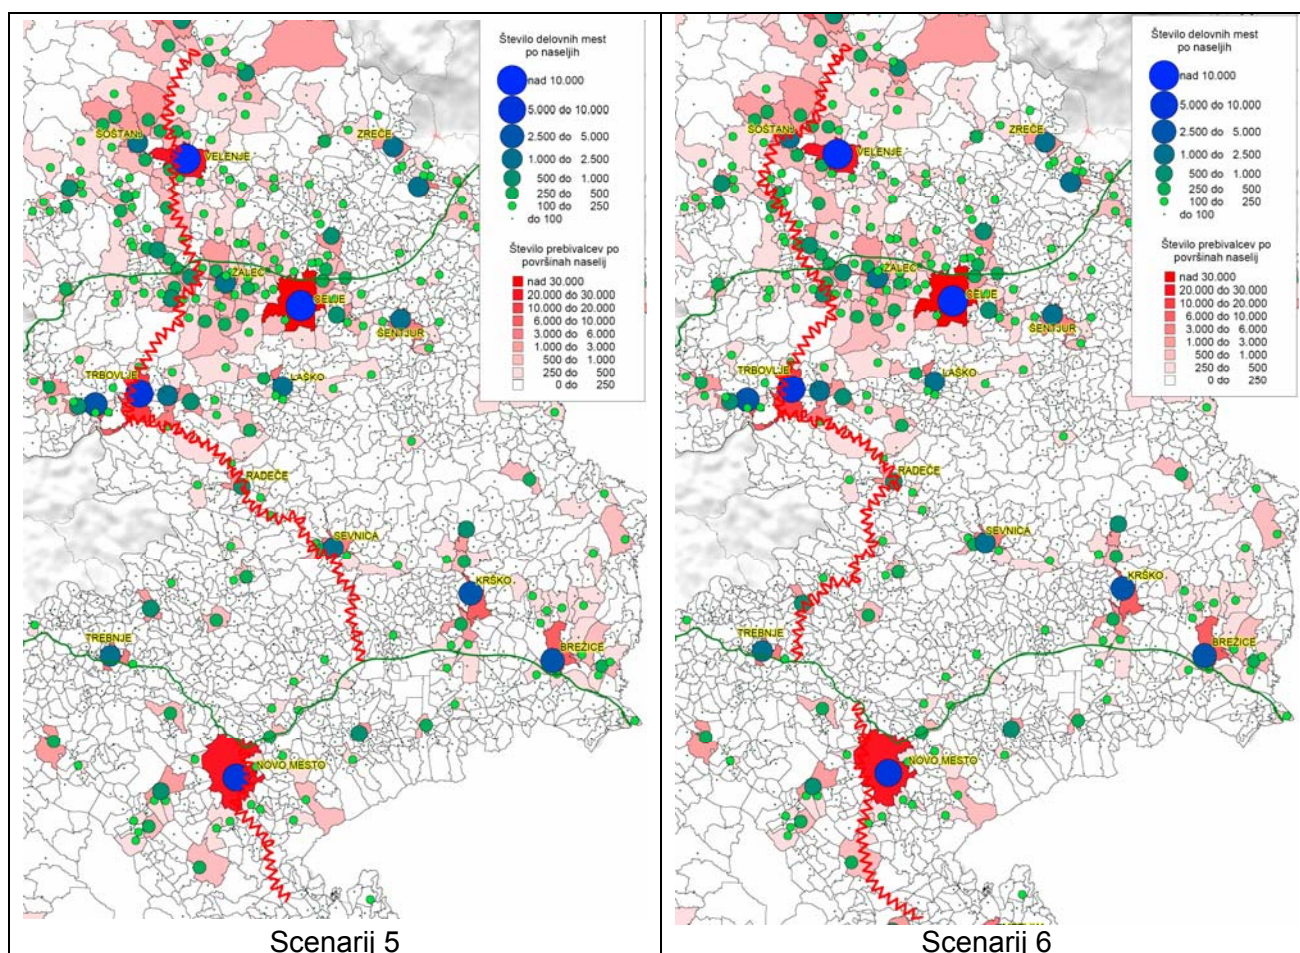 Število delovnih mest
po naseljih
nad 10.000
5.000 do 10.000
2.500 do 5.000
1.000 do 2.500
500 do 1.000
250 do 500
100 do 250
do 100
Število prebivalcev po
površinah naselij
nad 30.000
20.000 do 30.000
10.000 do 20.000
6.000 do 10.000
3.000 do 6.000
1.000 do 3.000
500 do 1.000
250 do 500
0 do 250
ŠOŠTANJ
VELENJE
ZREČE
ŽALEC
CELJE
ŠENTJUR
TRBOVLJE
LAŠKO
RADEČE
SEVNICA
KRŠKO
TREBNJE
BREŽICE
NOVO MESTO
Scenarij 5
Število delovnih mest
po naseljih
nad 10.000
5.000 do 10.000
2.500 do 5.000
1.000 do 2.500
500 do 1.000
250 do 500
100 do 250
do 100
Število prebivalcev po
površinah naselij
nad 30.000
20.000 do 30.000
10.000 do 20.000
6.000 do 10.000
3.000 do 6.000
1.000 do 3.000
500 do 1.000
250 do 500
0 do 250
ŠOŠTANJ
VELENJE
ZREČE
ŽALEC
CELJE
ŠENTJUR
TRBOVLJE
LAŠKO
RADEČE
SEVNICA
KRŠKO
TREBNJE
BREŽICE
NOVO MESTO
Scenarij 6